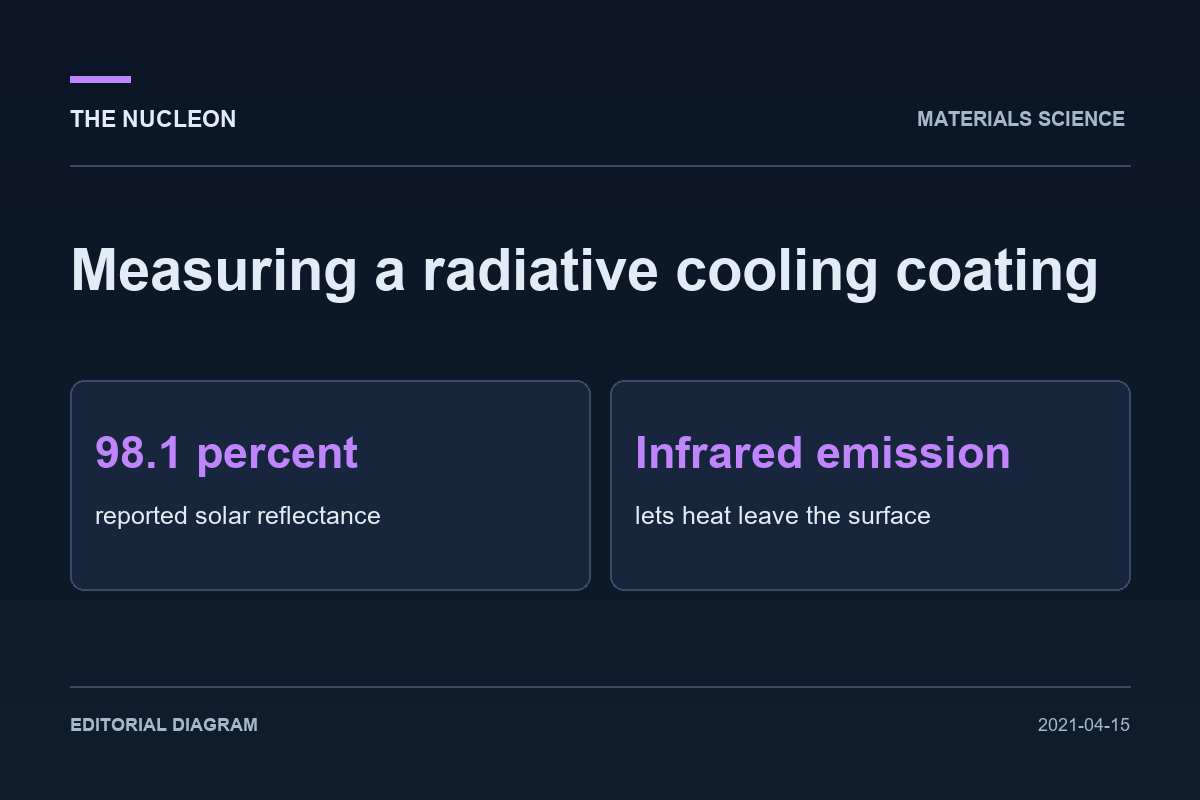 THE NUCLEON
MATERIALS SCIENCE
Measuring a radiative cooling coating
98.1 percent
reported solar reflectance
Infrared emission
lets heat leave the surface
EDITORIAL DIAGRAM
2021-04-15